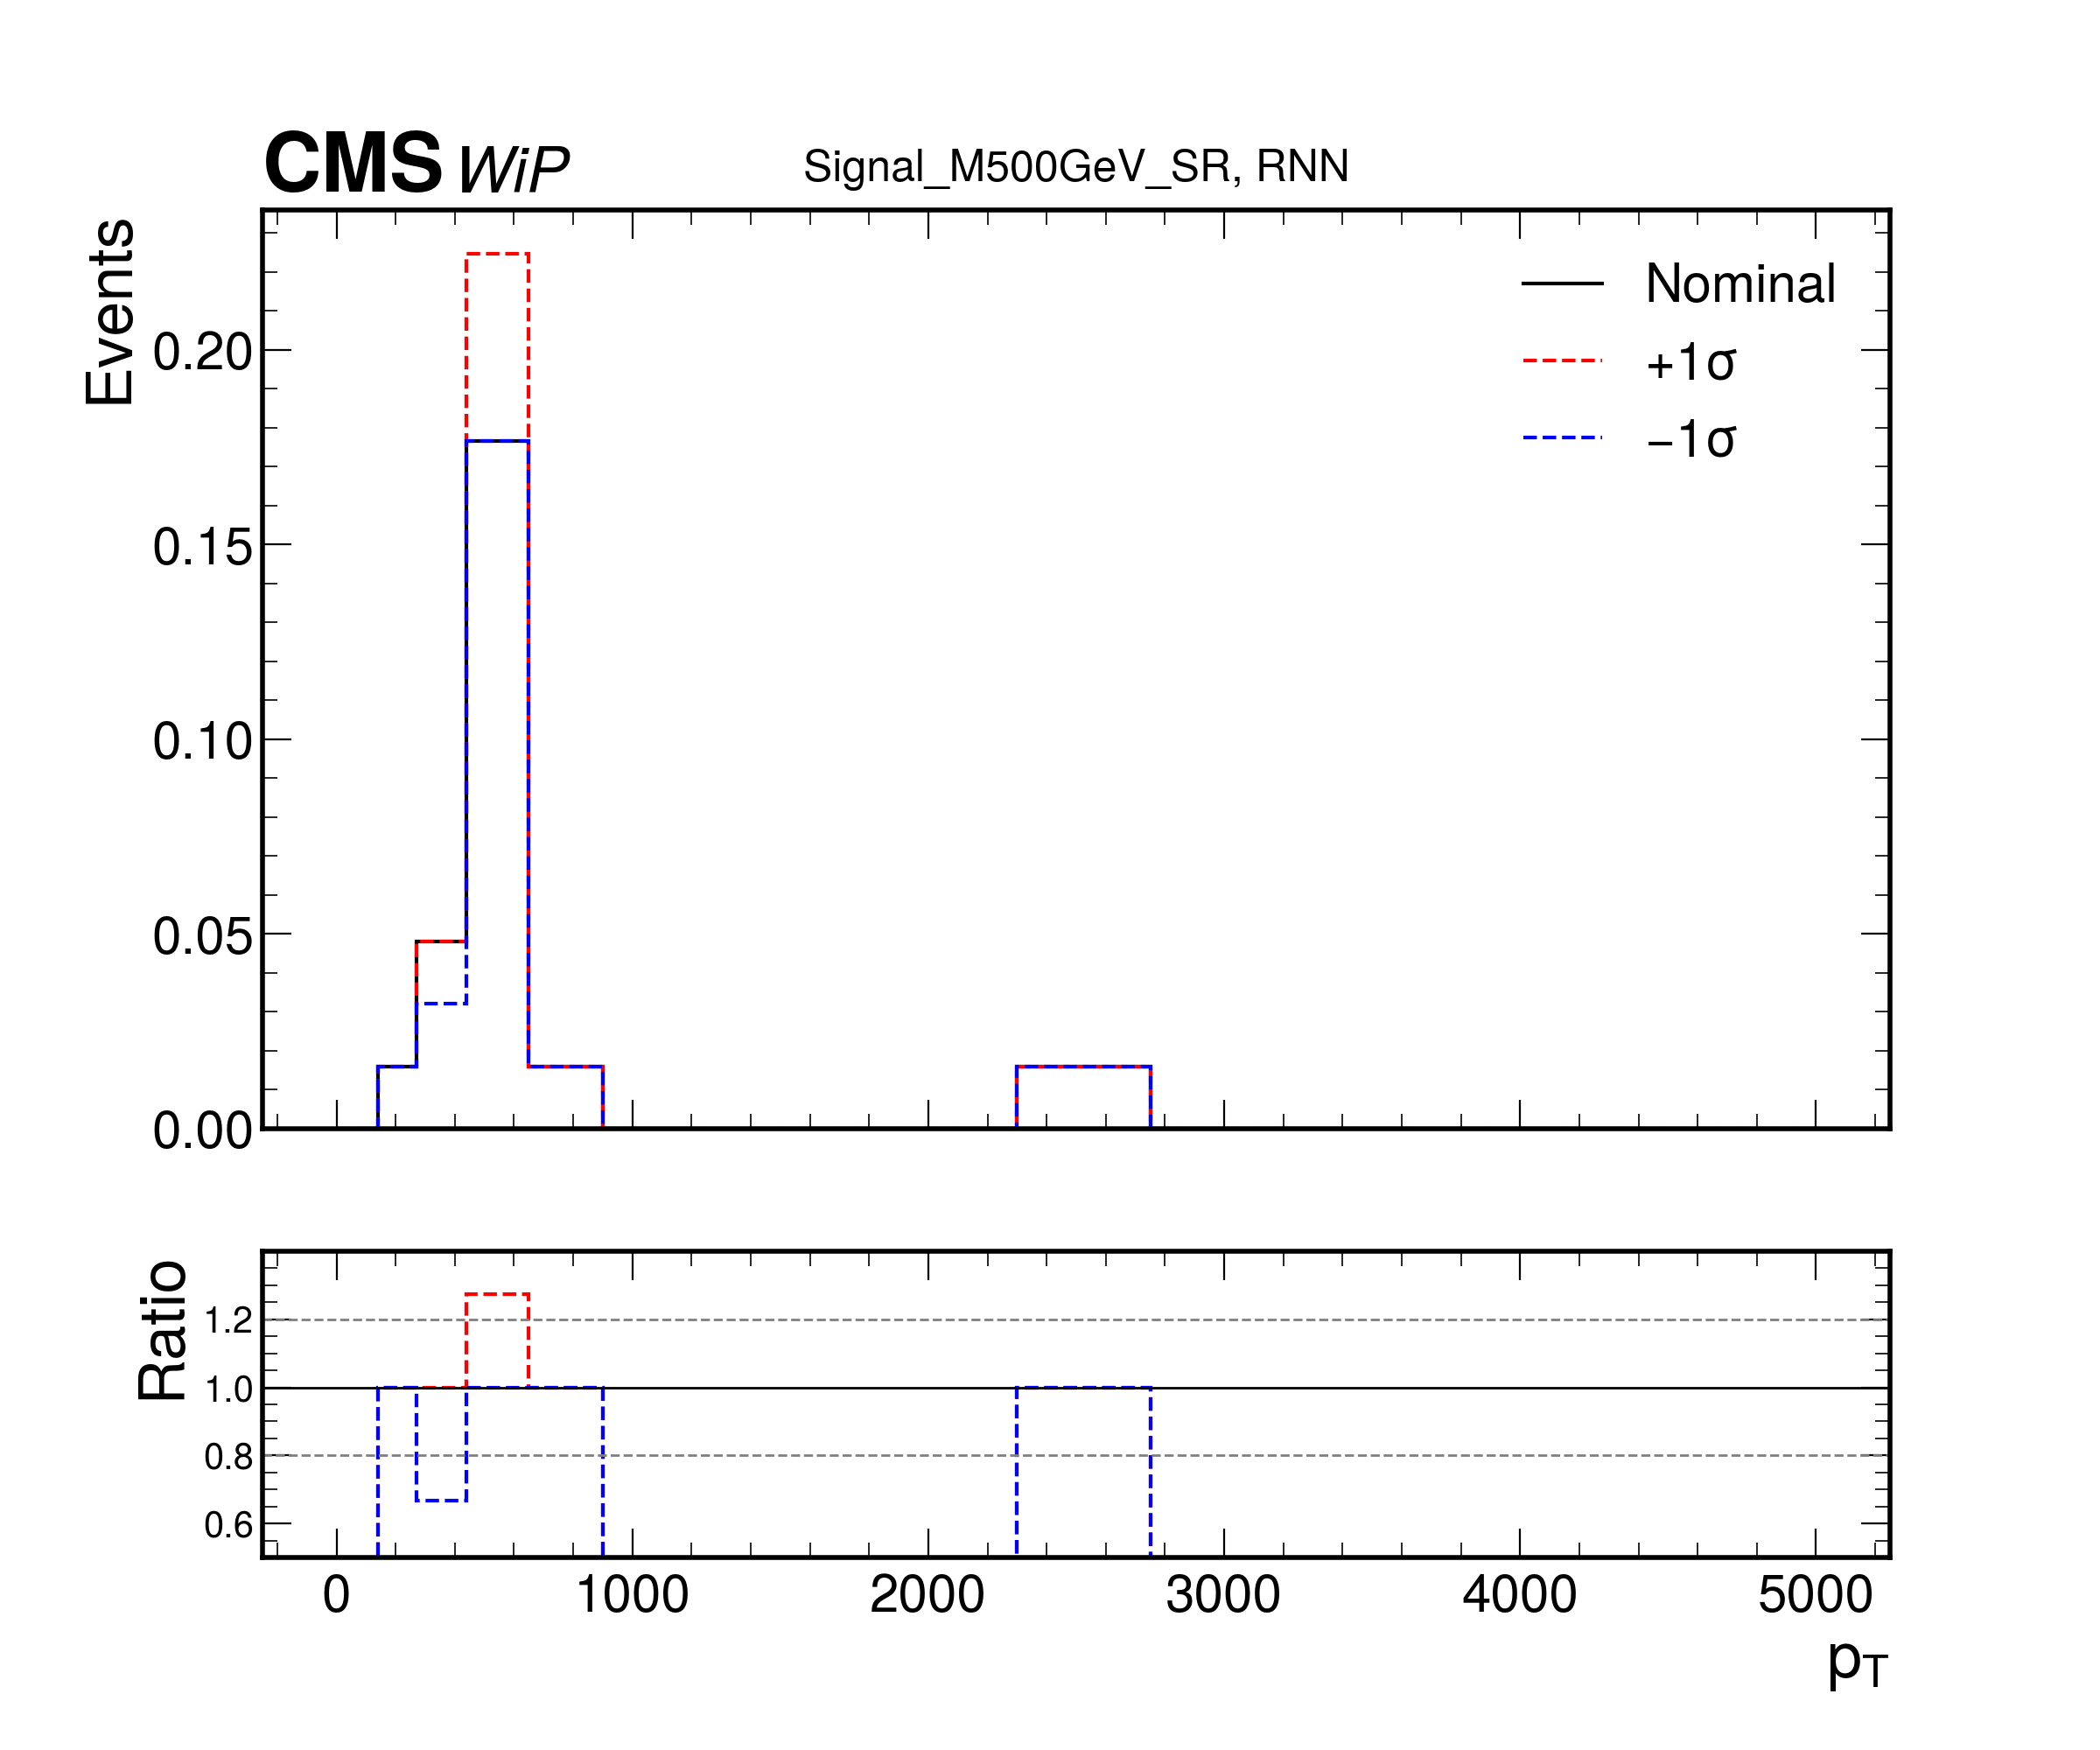 CMS WiP Signal_M500GeV_SR, RNN
Events
Nominal
+1σ
−1σ
0.20
0.15
0.10
0.05
0.00
Ratio
1.2
1.0
0.8
0.6
0 1000 2000 3000 4000 5000
pT